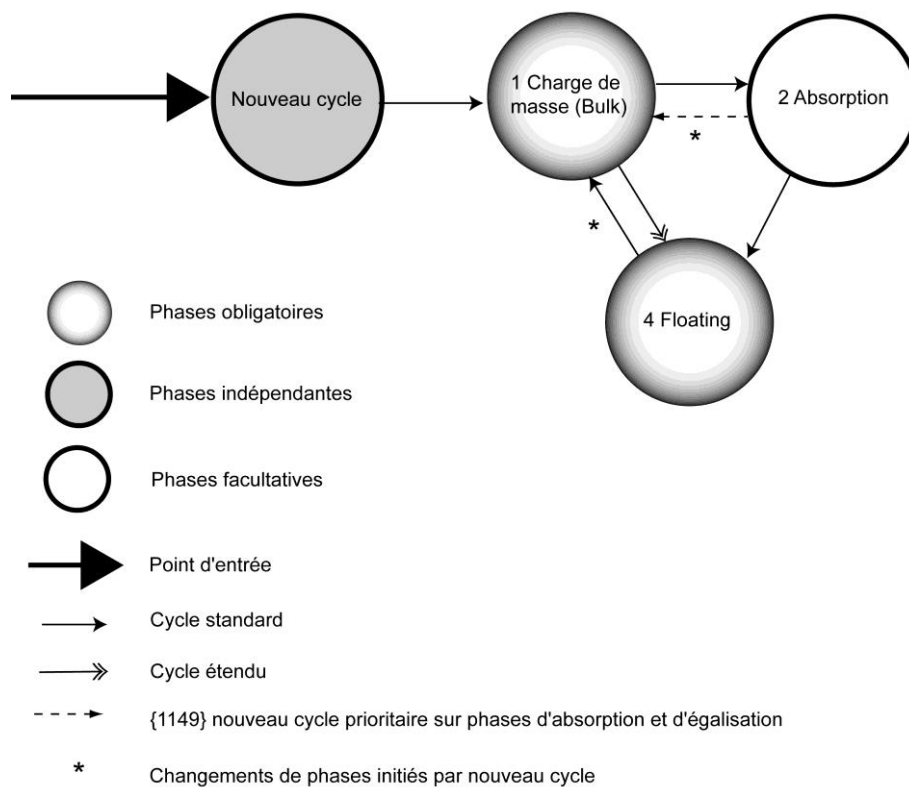 Nouveau cycle
1 Charge de
masse (Bulk)
2 Absorption
*
*
4 Floating
Phases obligatoires
Phases indépendantes
Phases facultatives
Point d'entrée
Cycle standard
Cycle étendu
{1149} nouveau cycle prioritaire sur phases d'absorption et d'égalisation
* Changements de phases initiés par nouveau cycle